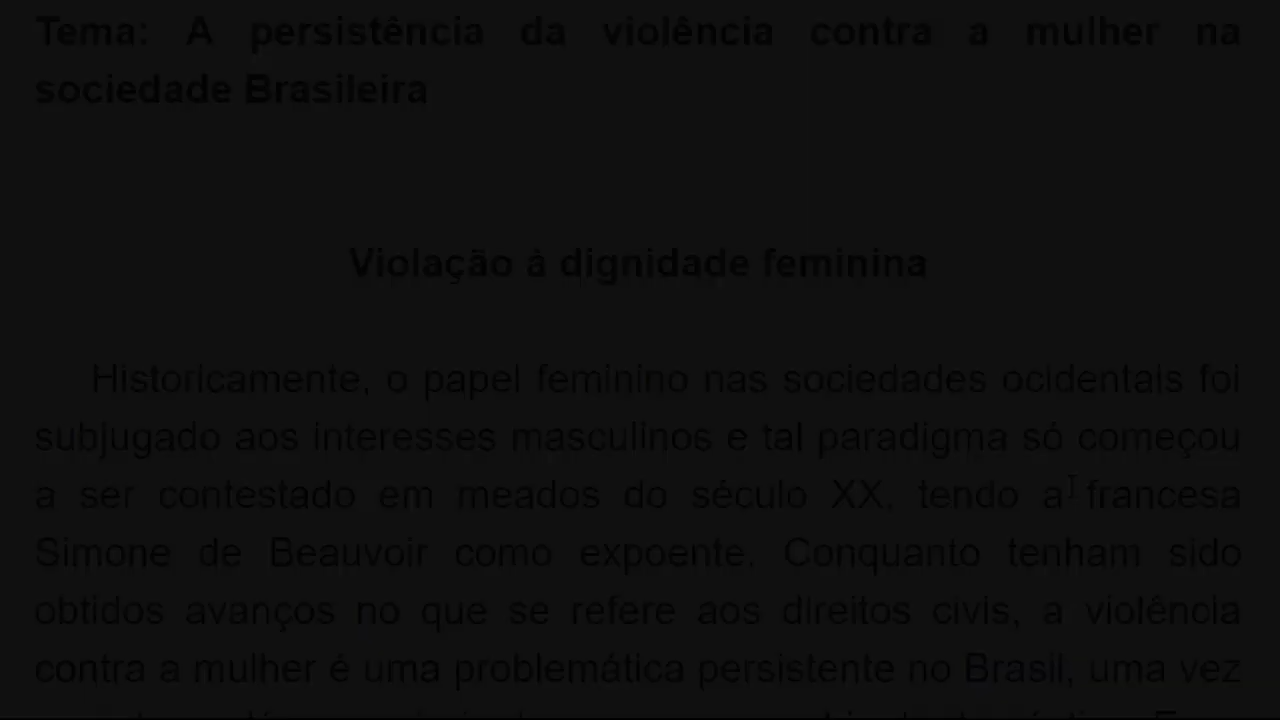 Tema: A persistência da violência contra a mulher na
sociedade Brasileira
Violação à dignidade feminina
Historicamente, o papel feminino nas sociedades ocidentais foi
subjugado aos interesses masculinos e tal paradigma só começou
a ser contestado em meados do século XX, tendo a francesa
Simone de Beauvoir como expoente. Conquanto tenham sido
obtidos avanços no que se refere aos direitos civis, a violência
contra a mulher é uma problemática persistente no Brasil, uma vez